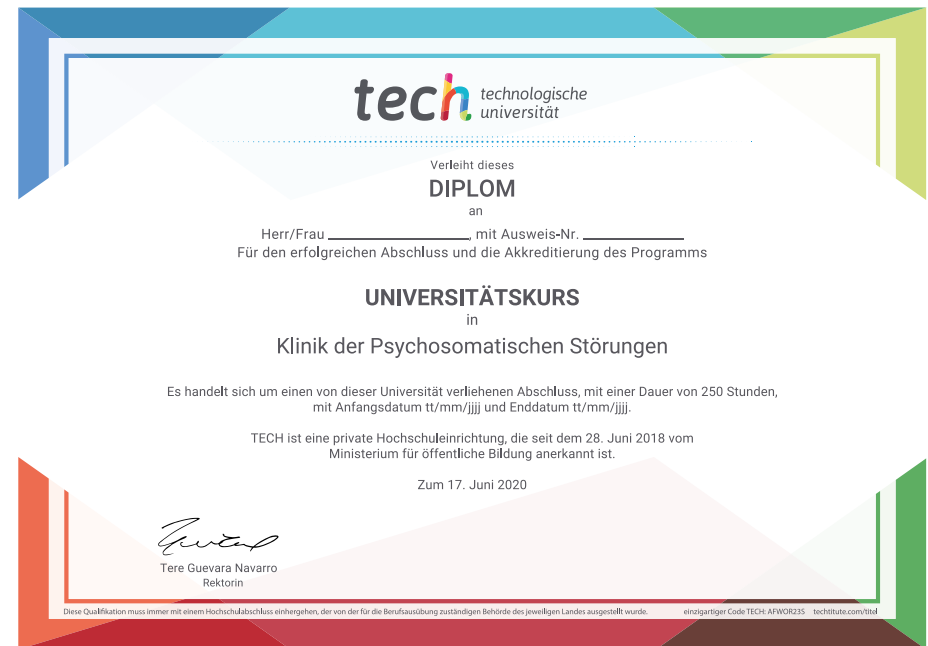 tech technologische
universität
Verleiht dieses
DIPLOM
an
Herr/Frau ____________________, mit Ausweis-Nr. ______________
Für den erfolgreichen Abschluss und die Akkreditierung des Programms
UNIVERSITÄTSKURS
in
Klinik der Psychosomatischen Störungen
Es handelt sich um einen von dieser Universität verliehenen Abschluss, mit einer Dauer von 250 Stunden,
mit Anfangsdatum tt/mm/jjjj und Enddatum tt/mm/jjjj.
TECH ist eine private Hochschuleinrichtung, die seit dem 28. Juni 2018 vom
Ministerium für öffentliche Bildung anerkannt ist.
Zum 17. Juni 2020
Tere Guevara Navarro
Rektorin
Diese Qualifikation muss immer mit einem Hochschulabschluss einhergehen, der von der für die Berufsausübung zuständigen Behörde des jeweiligen Landes ausgestellt wurde. einzigartiger Code TECH: AFWOR23S techtitute.com/titel